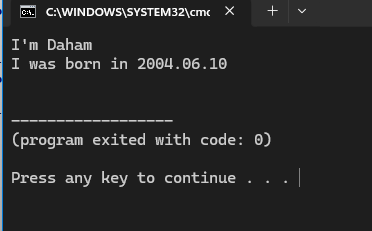 C:\WINDOWS\SYSTEM32\cmc
I'm Daham
I was born in 2004.06.10
------------------
(program exited with code: 0)
Press any key to continue . . .